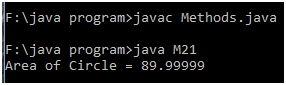 F:\java program>javac Methods.java
F:\java program>java M21
Area of Circle = 89.99999